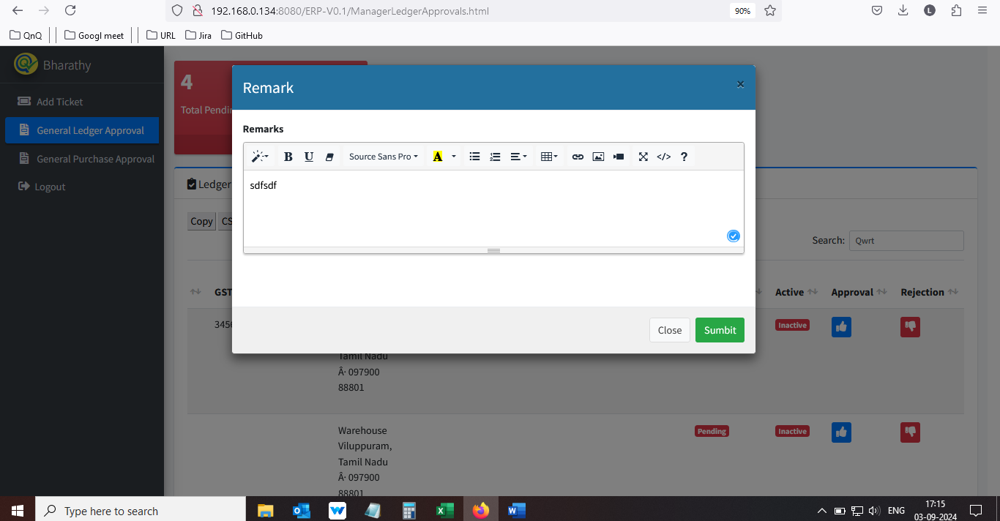 192.168.0.134:8080/ERP-V0.1/ManagerLedgerApprovals.html
90%
L
QnQ
Googl meet
URL
Jira
GitHub
Bharathy
Add Ticket
General Ledger Approval
General Purchase Approval
Logout
4
Total Pendin
Remark
×
Remarks
B U Source Sans Pro A </> ?
sdfsdf
Ledger
Copy CS
Search: Qwrt
GST Active Approval Rejection
3456 Inactive
Tamil Nadu
Â· 097900
88801
Warehouse Pending Inactive
Viluppuram,
Tamil Nadu
Â· 097900
88801
Close Sumbit
Type here to search
ENG
17:15
03-09-2024